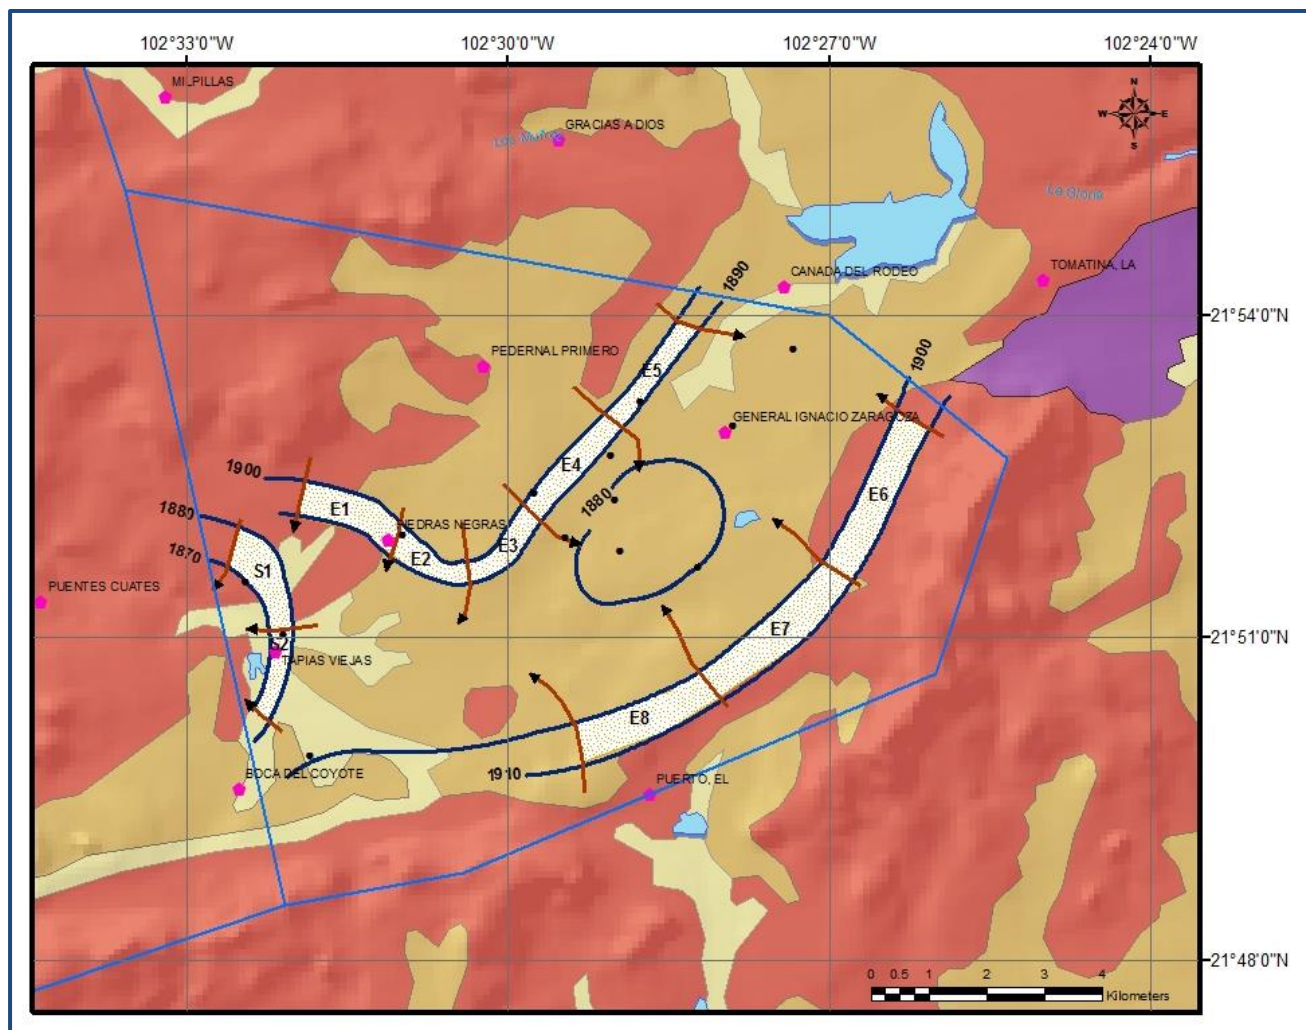 102°33'0"W 102°30'0"W 102°27'0"W 102°24'0"W
MILPILLAS
N
W E
S
GRACIAS A DIOS
La Gloria
CANADA DEL RODEO
TOMATINA, LA
1890
21°54'0"N
PEDERNAL PRIMERO
1900
E5
GENERAL IGNACIO ZARAGOZA
1900
E4
E6
1880
1880
E1
PIEDRAS NEGRAS
1870
E2
E3
S1
PUENTES CUATES
E7
21°51'0"N
S2
TAPIAS VIEJAS
E8
BOCA DEL COYOTE
1910
PUERTO, EL
21°48'0"N
0 0.5 1 2 3 4
Kilometers